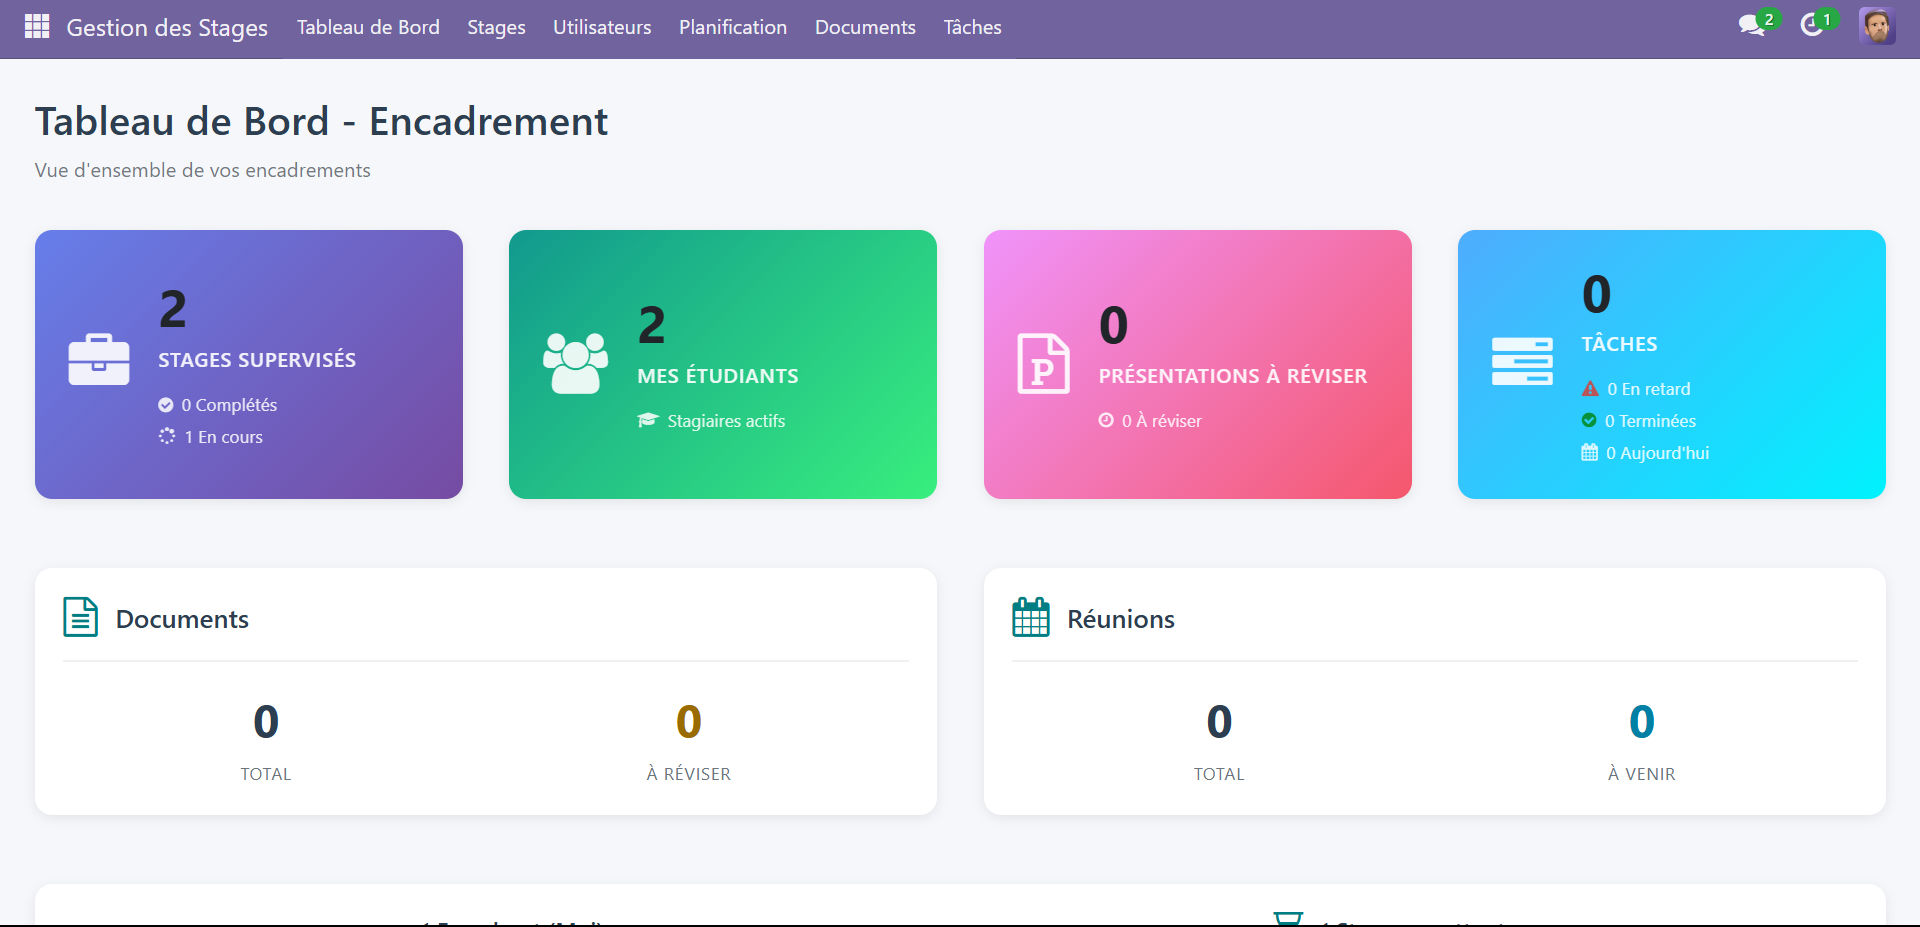 Gestion des Stages Tableau de Bord Stages Utilisateurs Planification Documents Tâches 2 1
Tableau de Bord - Encadrement
Vue d'ensemble de vos encadrements
2
STAGES SUPERVISÉS
0 Complétés
1 En cours
2
MES ÉTUDIANTS
Stagiaires actifs
0
PRÉSENTATIONS À RÉVISER
0 À réviser
0
TÂCHES
0 En retard
0 Terminées
0 Aujourd'hui
Documents
0
TOTAL
0
À RÉVISER
Réunions
0
TOTAL
0
À VENIR